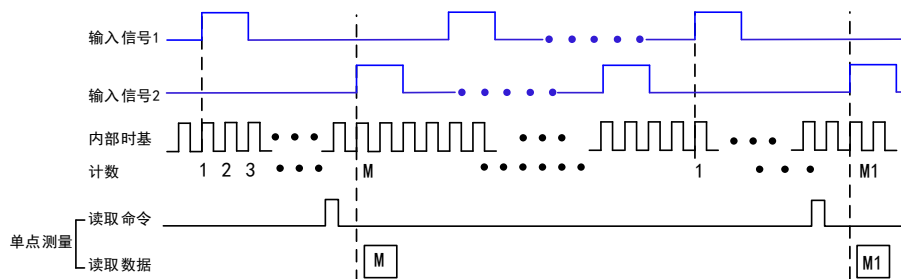 输入信号1
输入信号2
内部时基
计数 1 2 3 M 1 M1
单点测量
读取命令
读取数据 M M1